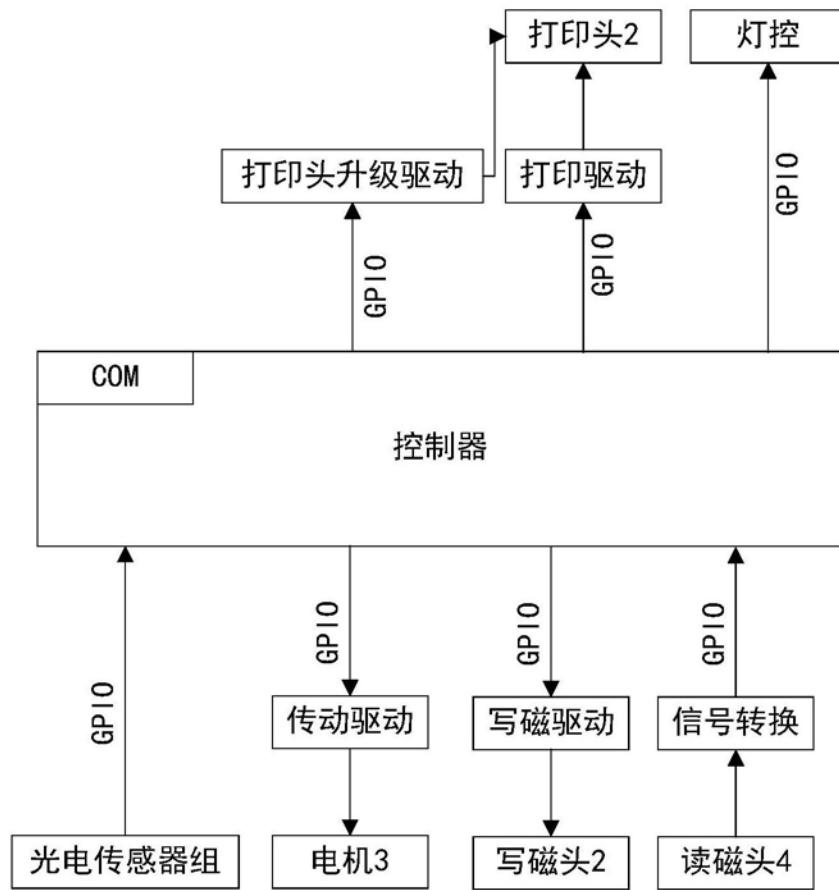 打印头2
灯控
打印头升级驱动
打印驱动
GPIO
GPIO
GPIO
COM
控制器
GPIO
GPIO
GPIO
GPIO
传动驱动
写磁驱动
信号转换
光电传感器组
电机3
写磁头2
读磁头4